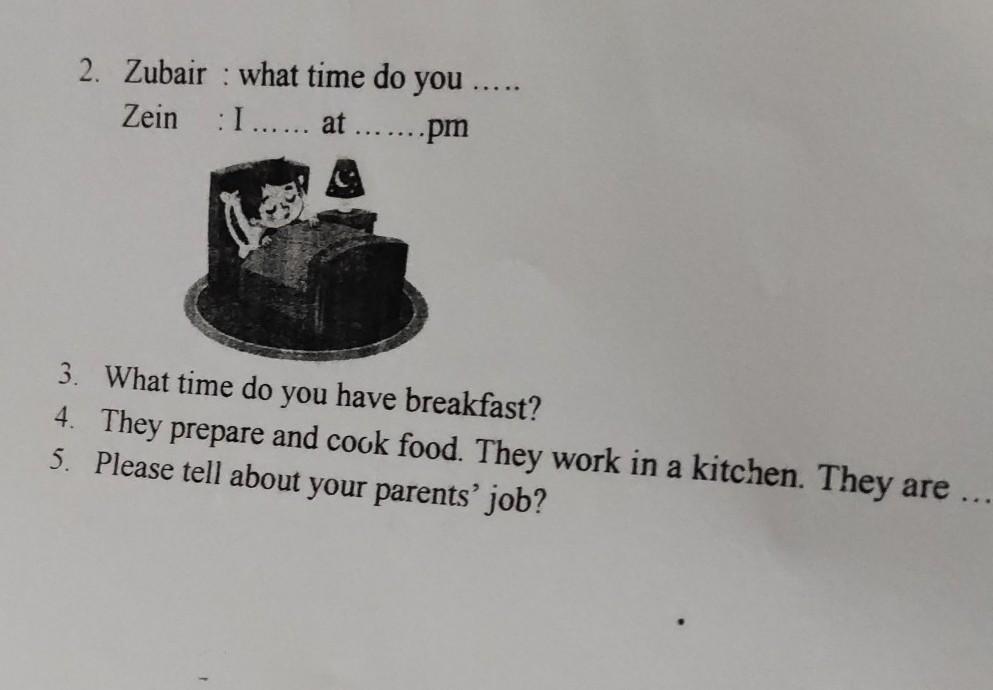 2. Zubair : what time do you .....
Zein : I ...... at .......pm
3. What time do you have breakfast?
4. They prepare and cook food. They work in a kitchen. They are ...
5. Please tell about your parents' job?